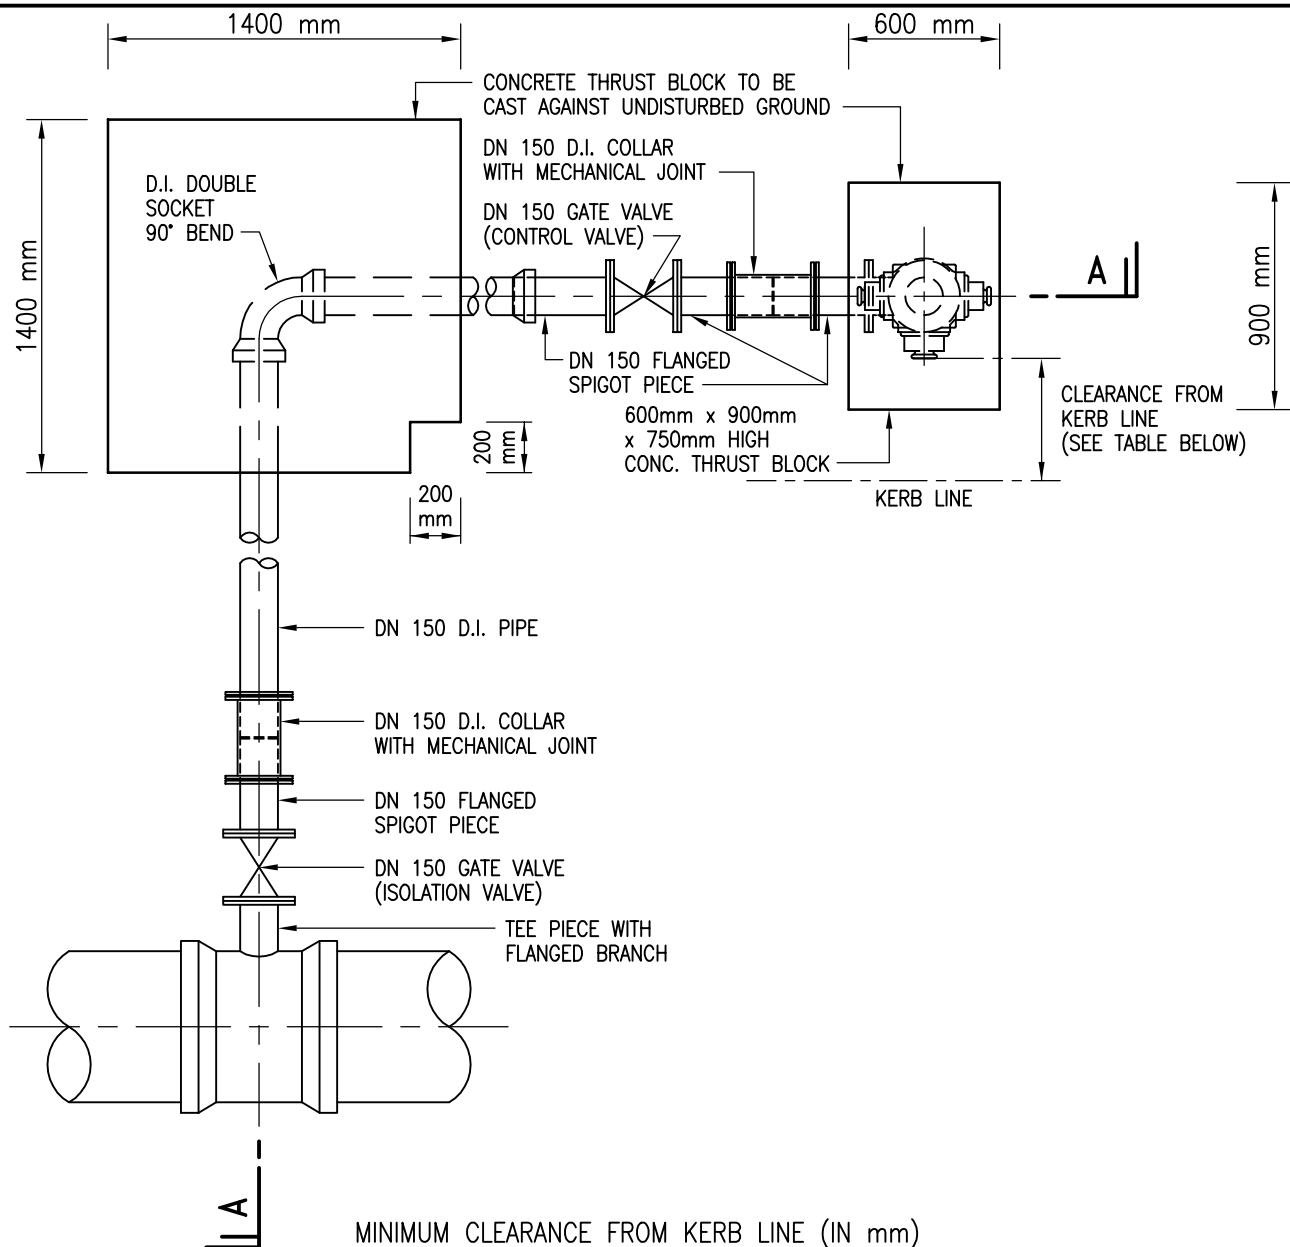 1400 mm
600 mm
CONCRETE THRUST BLOCK TO BE
CAST AGAINST UNDISTURBED GROUND
DN 150 D.I. COLLAR
WITH MECHANICAL JOINT
D.I. DOUBLE
SOCKET
90° BEND
DN 150 GATE VALVE
(CONTROL VALVE)
1400 mm
A
900 mm
DN 150 FLANGED
SPIGOT PIECE
600mm x 900mm
x 750mm HIGH
CONC. THRUST BLOCK
CLEARANCE FROM
KERB LINE
(SEE TABLE BELOW)
200
mm
KERB LINE
200
mm
DN 150 D.I. PIPE
DN 150 D.I. COLLAR
WITH MECHANICAL JOINT
DN 150 FLANGED
SPIGOT PIECE
DN 150 GATE VALVE
(ISOLATION VALVE)
TEE PIECE WITH
FLANGED BRANCH
A
MINIMUM CLEARANCE FROM KERB LINE (IN mm)